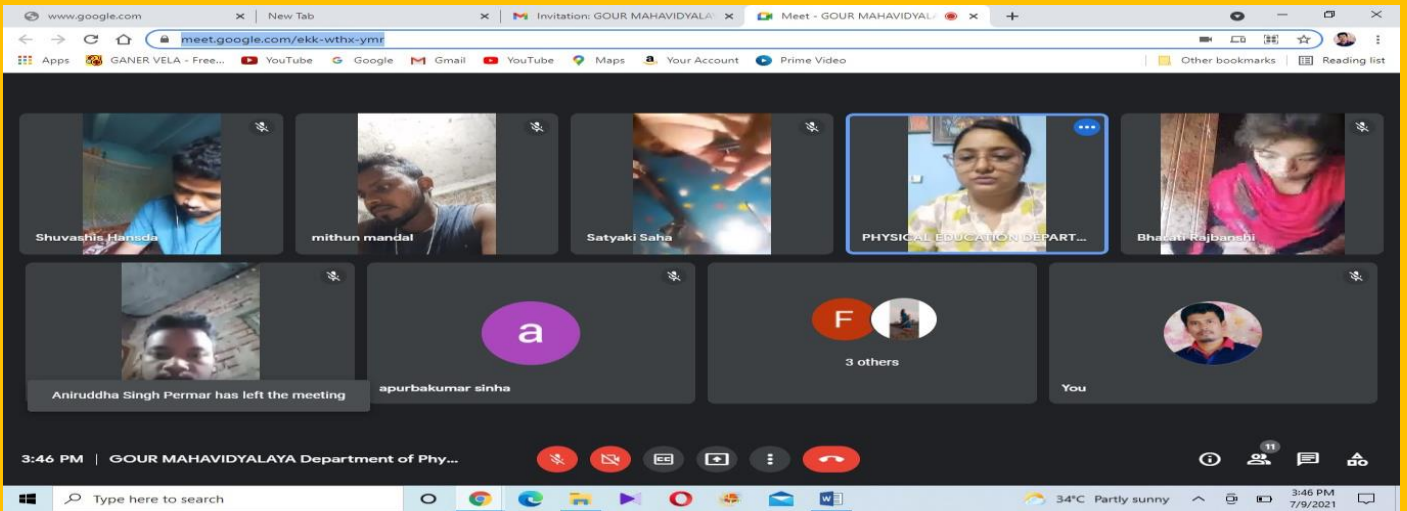 www.google.com
New Tab
Invitation: GOUR MAHAVIDYALA
Meet - GOUR MAHAVIDYAL
meet.google.com/ekk-wthx-ymr
Apps
GANER VELA - Free...
YouTube
Google
Gmail
YouTube
Maps
Your Account
Prime Video
Other bookmarks
Reading list
Shuvashis Hansda
mithun mandal
Satyaki Saha
PHYSICAL EDUCATION DEPART...
Bharati Rajbanshi
a
F
3 others
Aniruddha Singh Permar has left the meeting
apurbakumar sinha
You
3:46 PM | GOUR MAHAVIDYALAYA Department of Phy...
CC
11
Type here to search
34°C Partly sunny
3:46 PM
7/9/2021